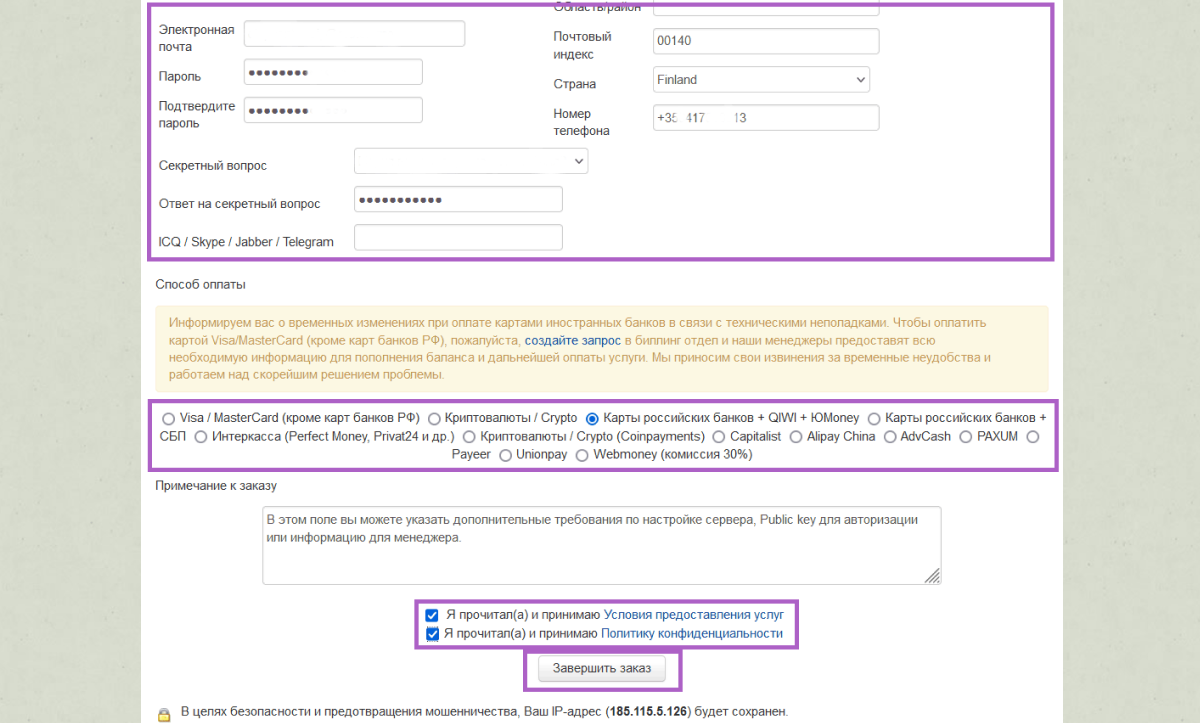 Область/район
Электронная
почта
Почтовый
индекс
00140
Пароль
••••••••
Страна
Finland
Подтвердите
пароль
••••••••
Номер
телефона
+35 417 13
Секретный вопрос
Ответ на секретный вопрос
•••••••••••
ICQ / Skype / Jabber / Telegram
Способ оплаты
Информируем вас о временных изменениях при оплате картами иностранных банков в связи с техническими неполадками. Чтобы оплатить
картой Visa/MasterCard (кроме карт банков РФ), пожалуйста, создайте запрос в биллинг отдел и наши менеджеры предоставят всю
необходимую информацию для пополнения баланса и дальнейшей оплаты услуги. Мы приносим свои извинения за временные неудобства и
работаем над скорейшим решением проблемы.
Visa / MasterCard (кроме карт банков РФ) Криптовалюты / Crypto Карты российских банков + QIWI + ЮMoney Карты российских банков +
СБП Интеркасса (Perfect Money, Privat24 и др.) Криптовалюты / Crypto (Coinpayments) Capitalist Alipay China AdvCash PAXUM
Payeer Unionpay Webmoney (комиссия 30%)
Примечание к заказу
В этом поле вы можете указать дополнительные требования по настройке сервера, Public key для авторизации
или информацию для менеджера.
Я прочитал(а) и принимаю Условия предоставления услуг
Я прочитал(а) и принимаю Политику конфиденциальности
Завершить заказ
В целях безопасности и предотвращения мошенничества, Ваш IP-адрес (185.115.5.126) будет сохранен.